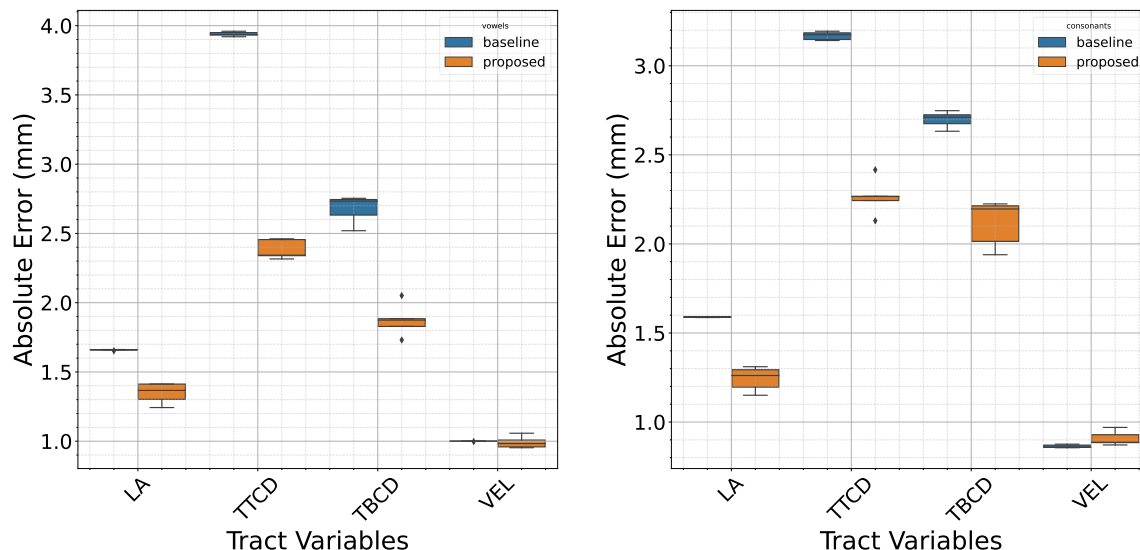 4.0
3.5
3.0
2.5
2.0
1.5
1.0
Absolute Error (mm)
vowels
baseline
proposed
LA
TTCD
TBCD
VEL
Tract Variables
3.0
2.5
2.0
1.5
1.0
Absolute Error (mm)
consonants
baseline
proposed
LA
TTCD
TBCD
VEL
Tract Variables